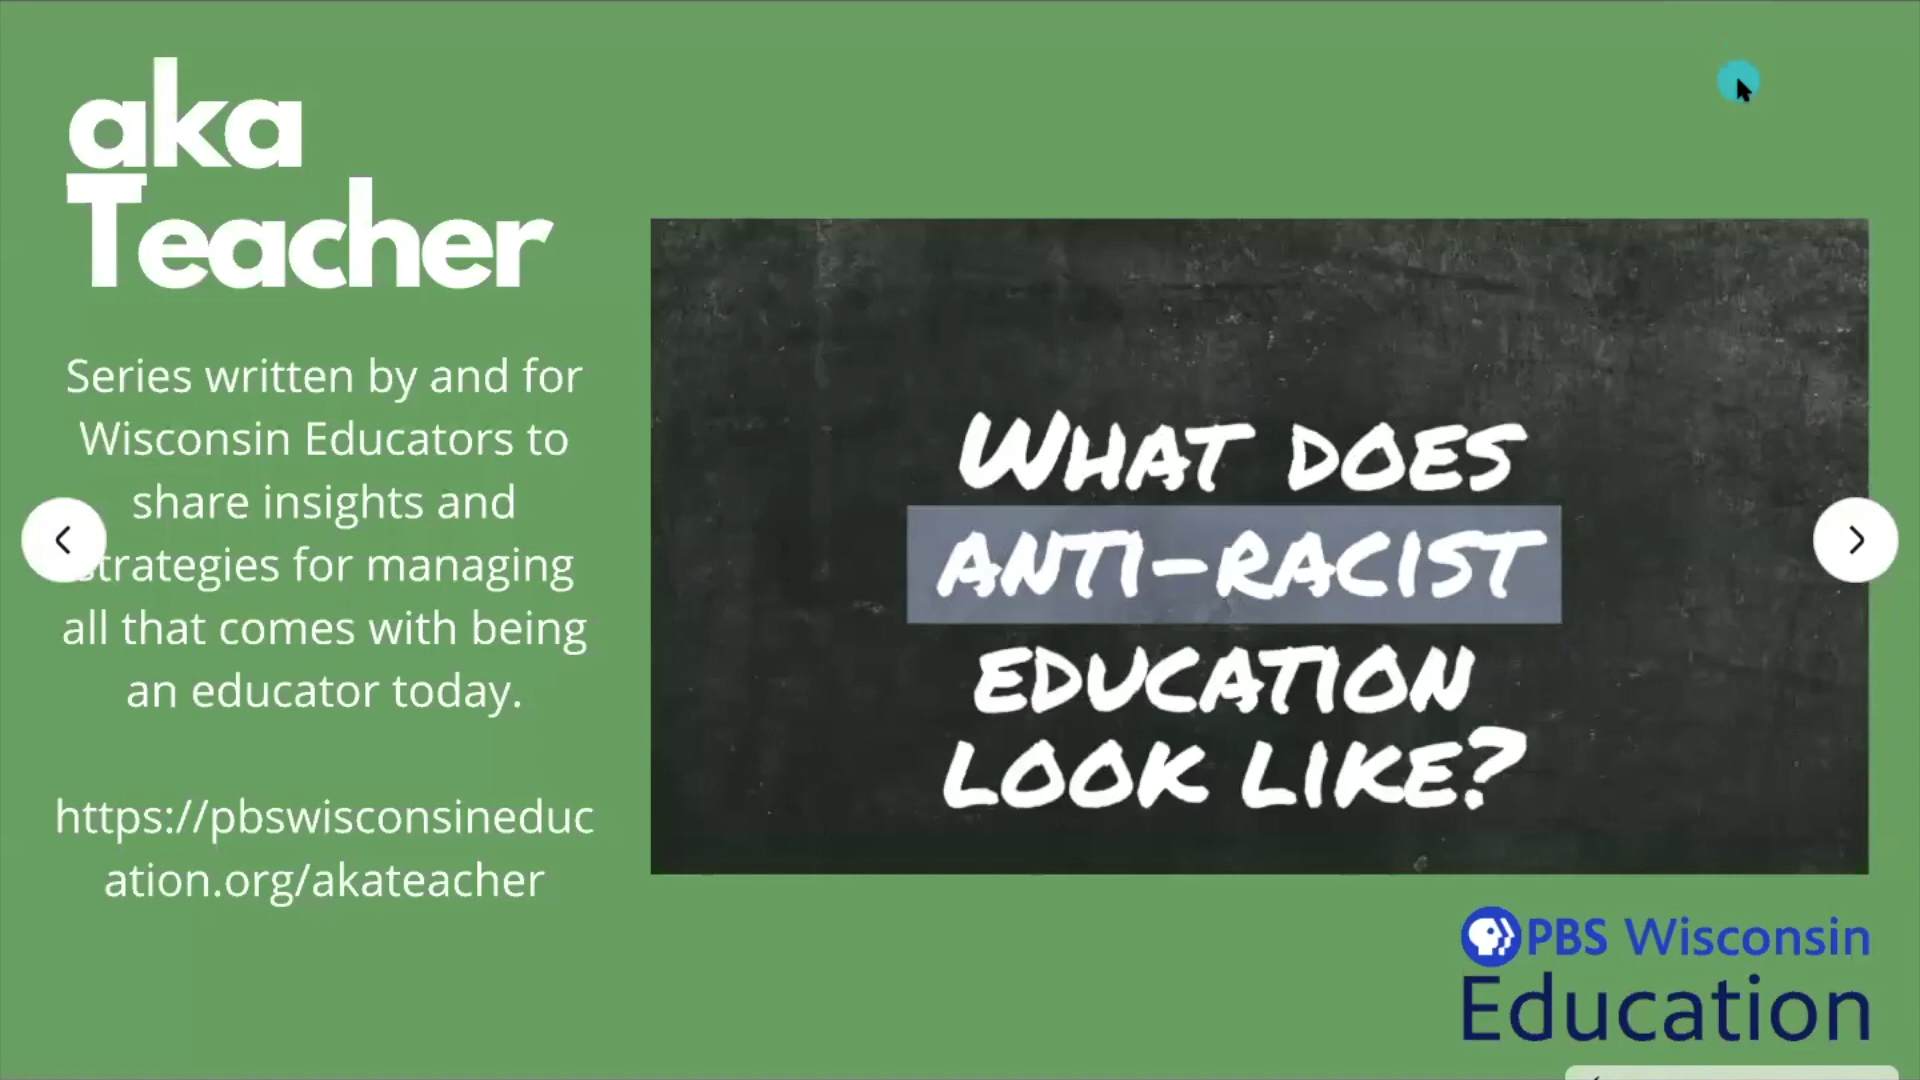 aka
Teacher
Series written by and for
Wisconsin Educators to
share insights and
strategies for managing
all that comes with being
an educator today.
https://pbswisconsineduc
ation.org/akateacher
WHAT DOES
ANTI-RACIST
EDUCATION
LOOK LIKE?
PBS Wisconsin
Education